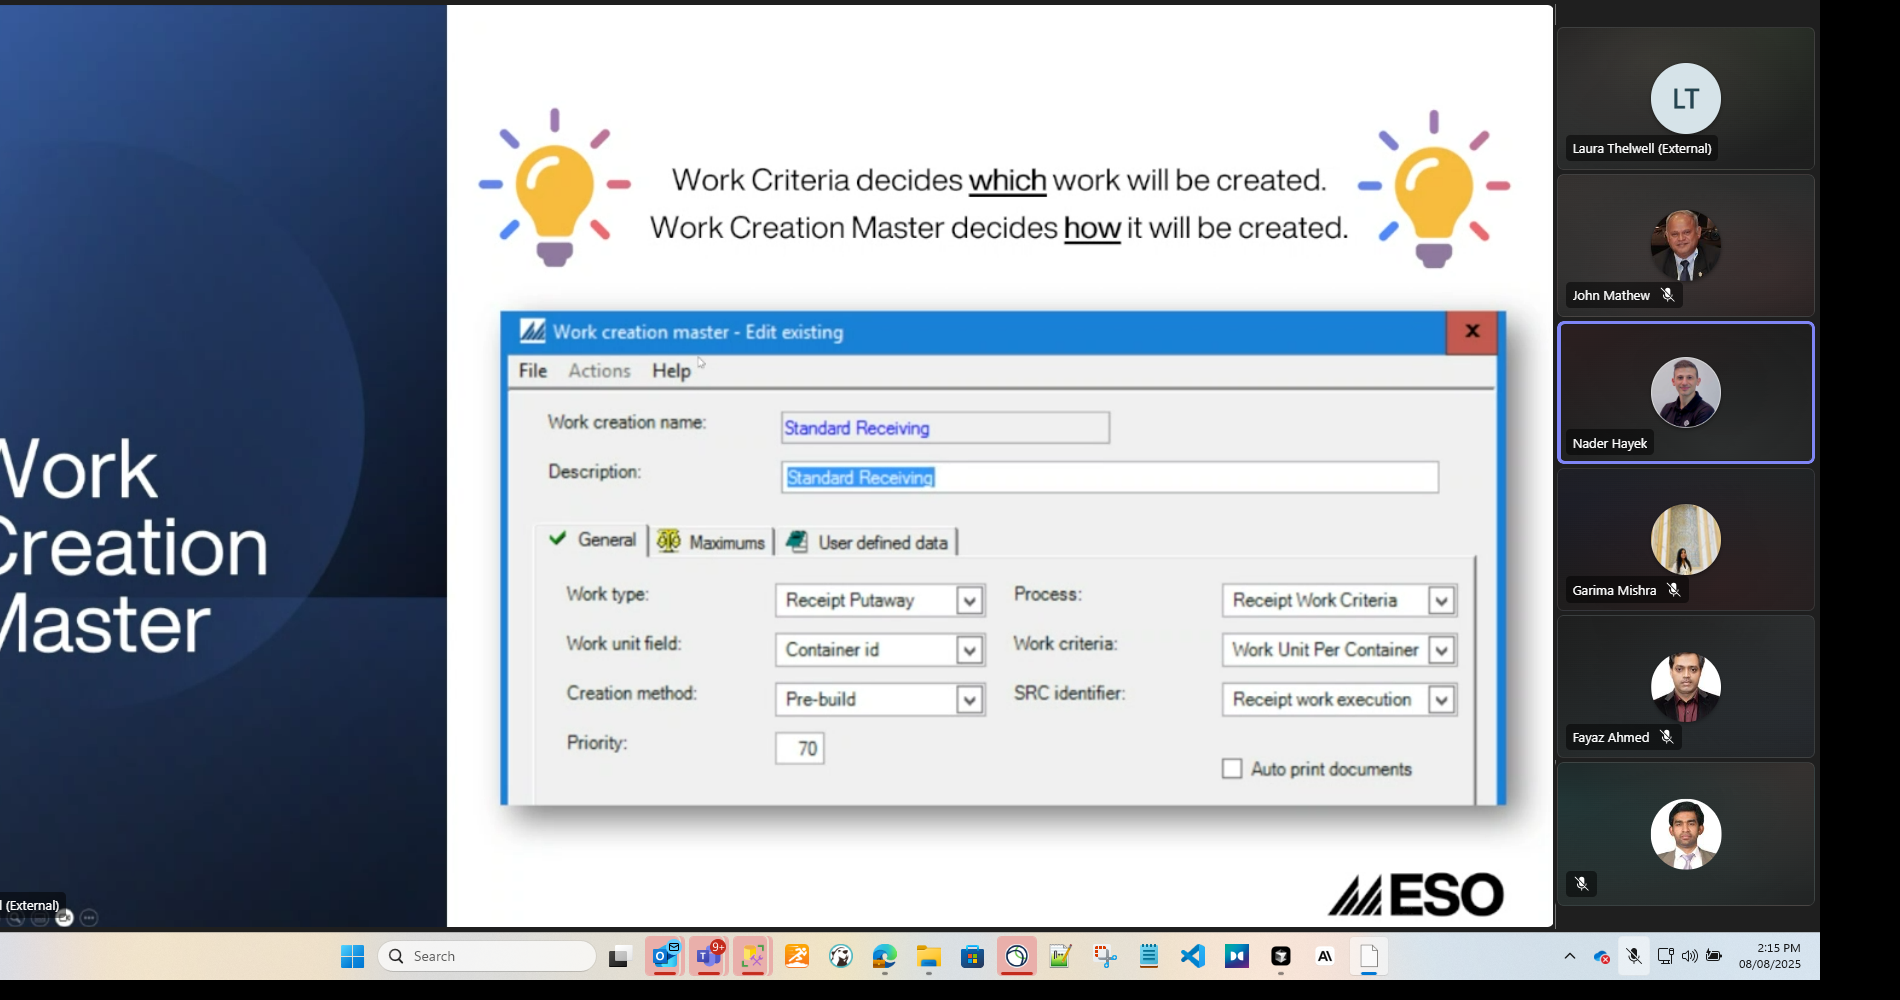 Work
Creation
Master
(External)
Work Criteria decides which work will be created.
Work Creation Master decides how it will be created.
Work creation master - Edit existing
File Actions Help
Work creation name: Standard Receiving
Description: Standard Receiving
General Maximums User defined data
Work type: Receipt Putaway Process: Receipt Work Criteria
Work unit field: Container id Work criteria: Work Unit Per Container
Creation method: Pre-build SRC identifier: Receipt work execution
Priority: 70
Auto print documents
ESO
LT
Laura Thelwell (External)
John Mathew
Nader Hayek
Garima Mishra
Fayaz Ahmed
Search
9+
2:15 PM
08/08/2025